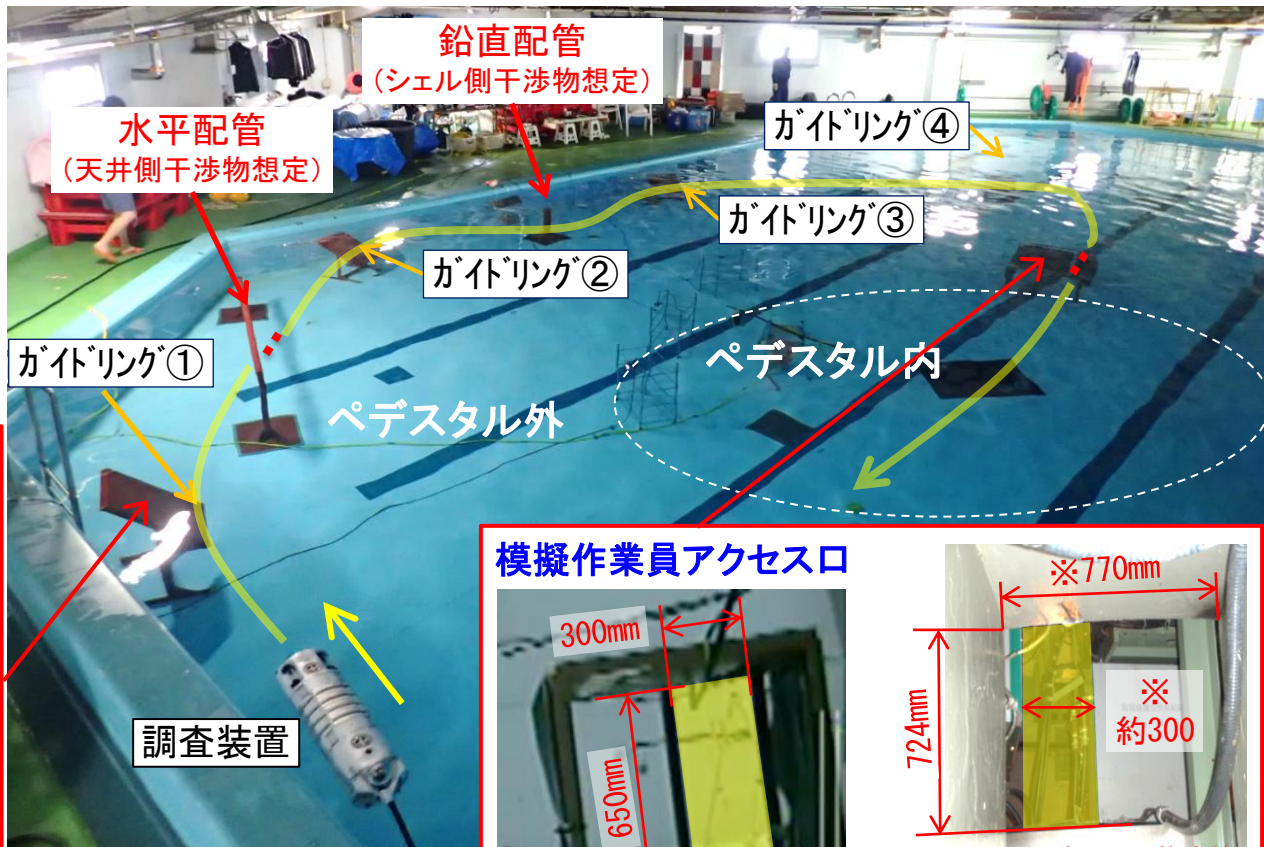 鉛直配管
（シェル側干渉物想定）
水平配管
（天井側干渉物想定）
ガイドリング④
ガイドリング③
ガイドリング②
ガイドリング①
ペデスタル内
ペデスタル外
調査装置
模擬作業員アクセス口
300mm
650mm
※770mm
724mm
※
約300